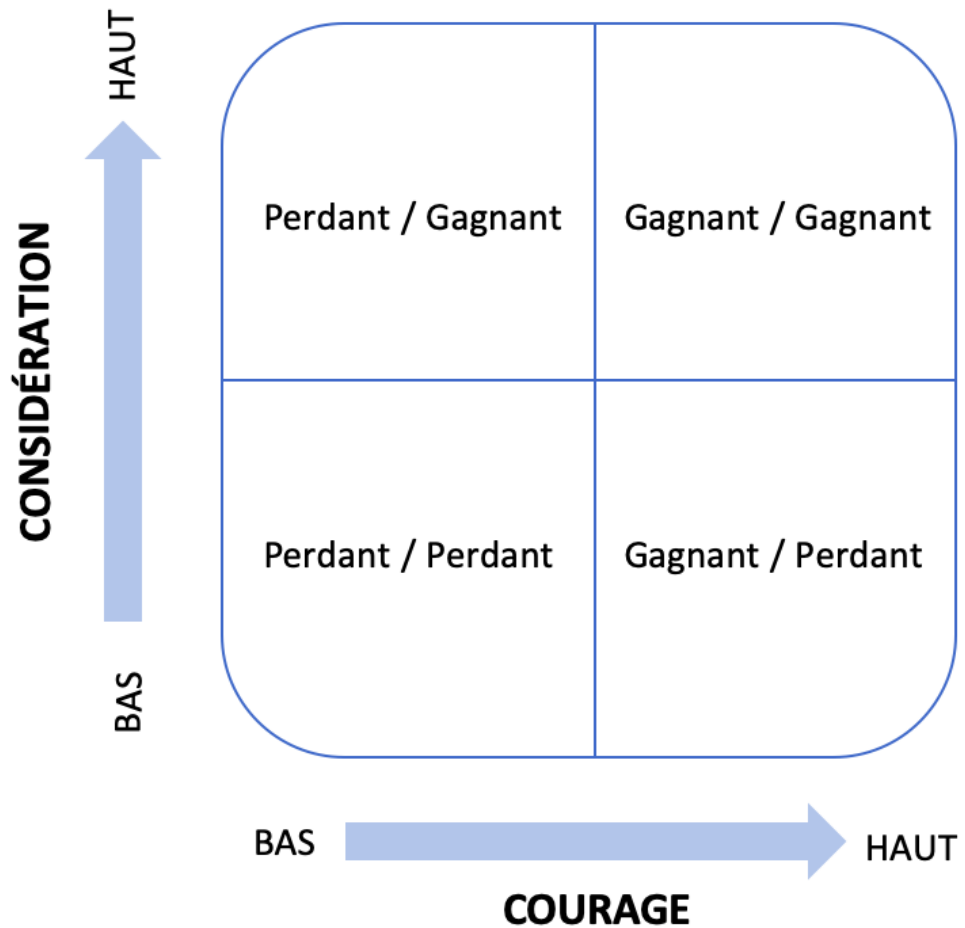 HAUT
CONSIDÉRATION
BAS
Perdant / Gagnant
Gagnant / Gagnant
Perdant / Perdant
Gagnant / Perdant
BAS
HAUT
COURAGE